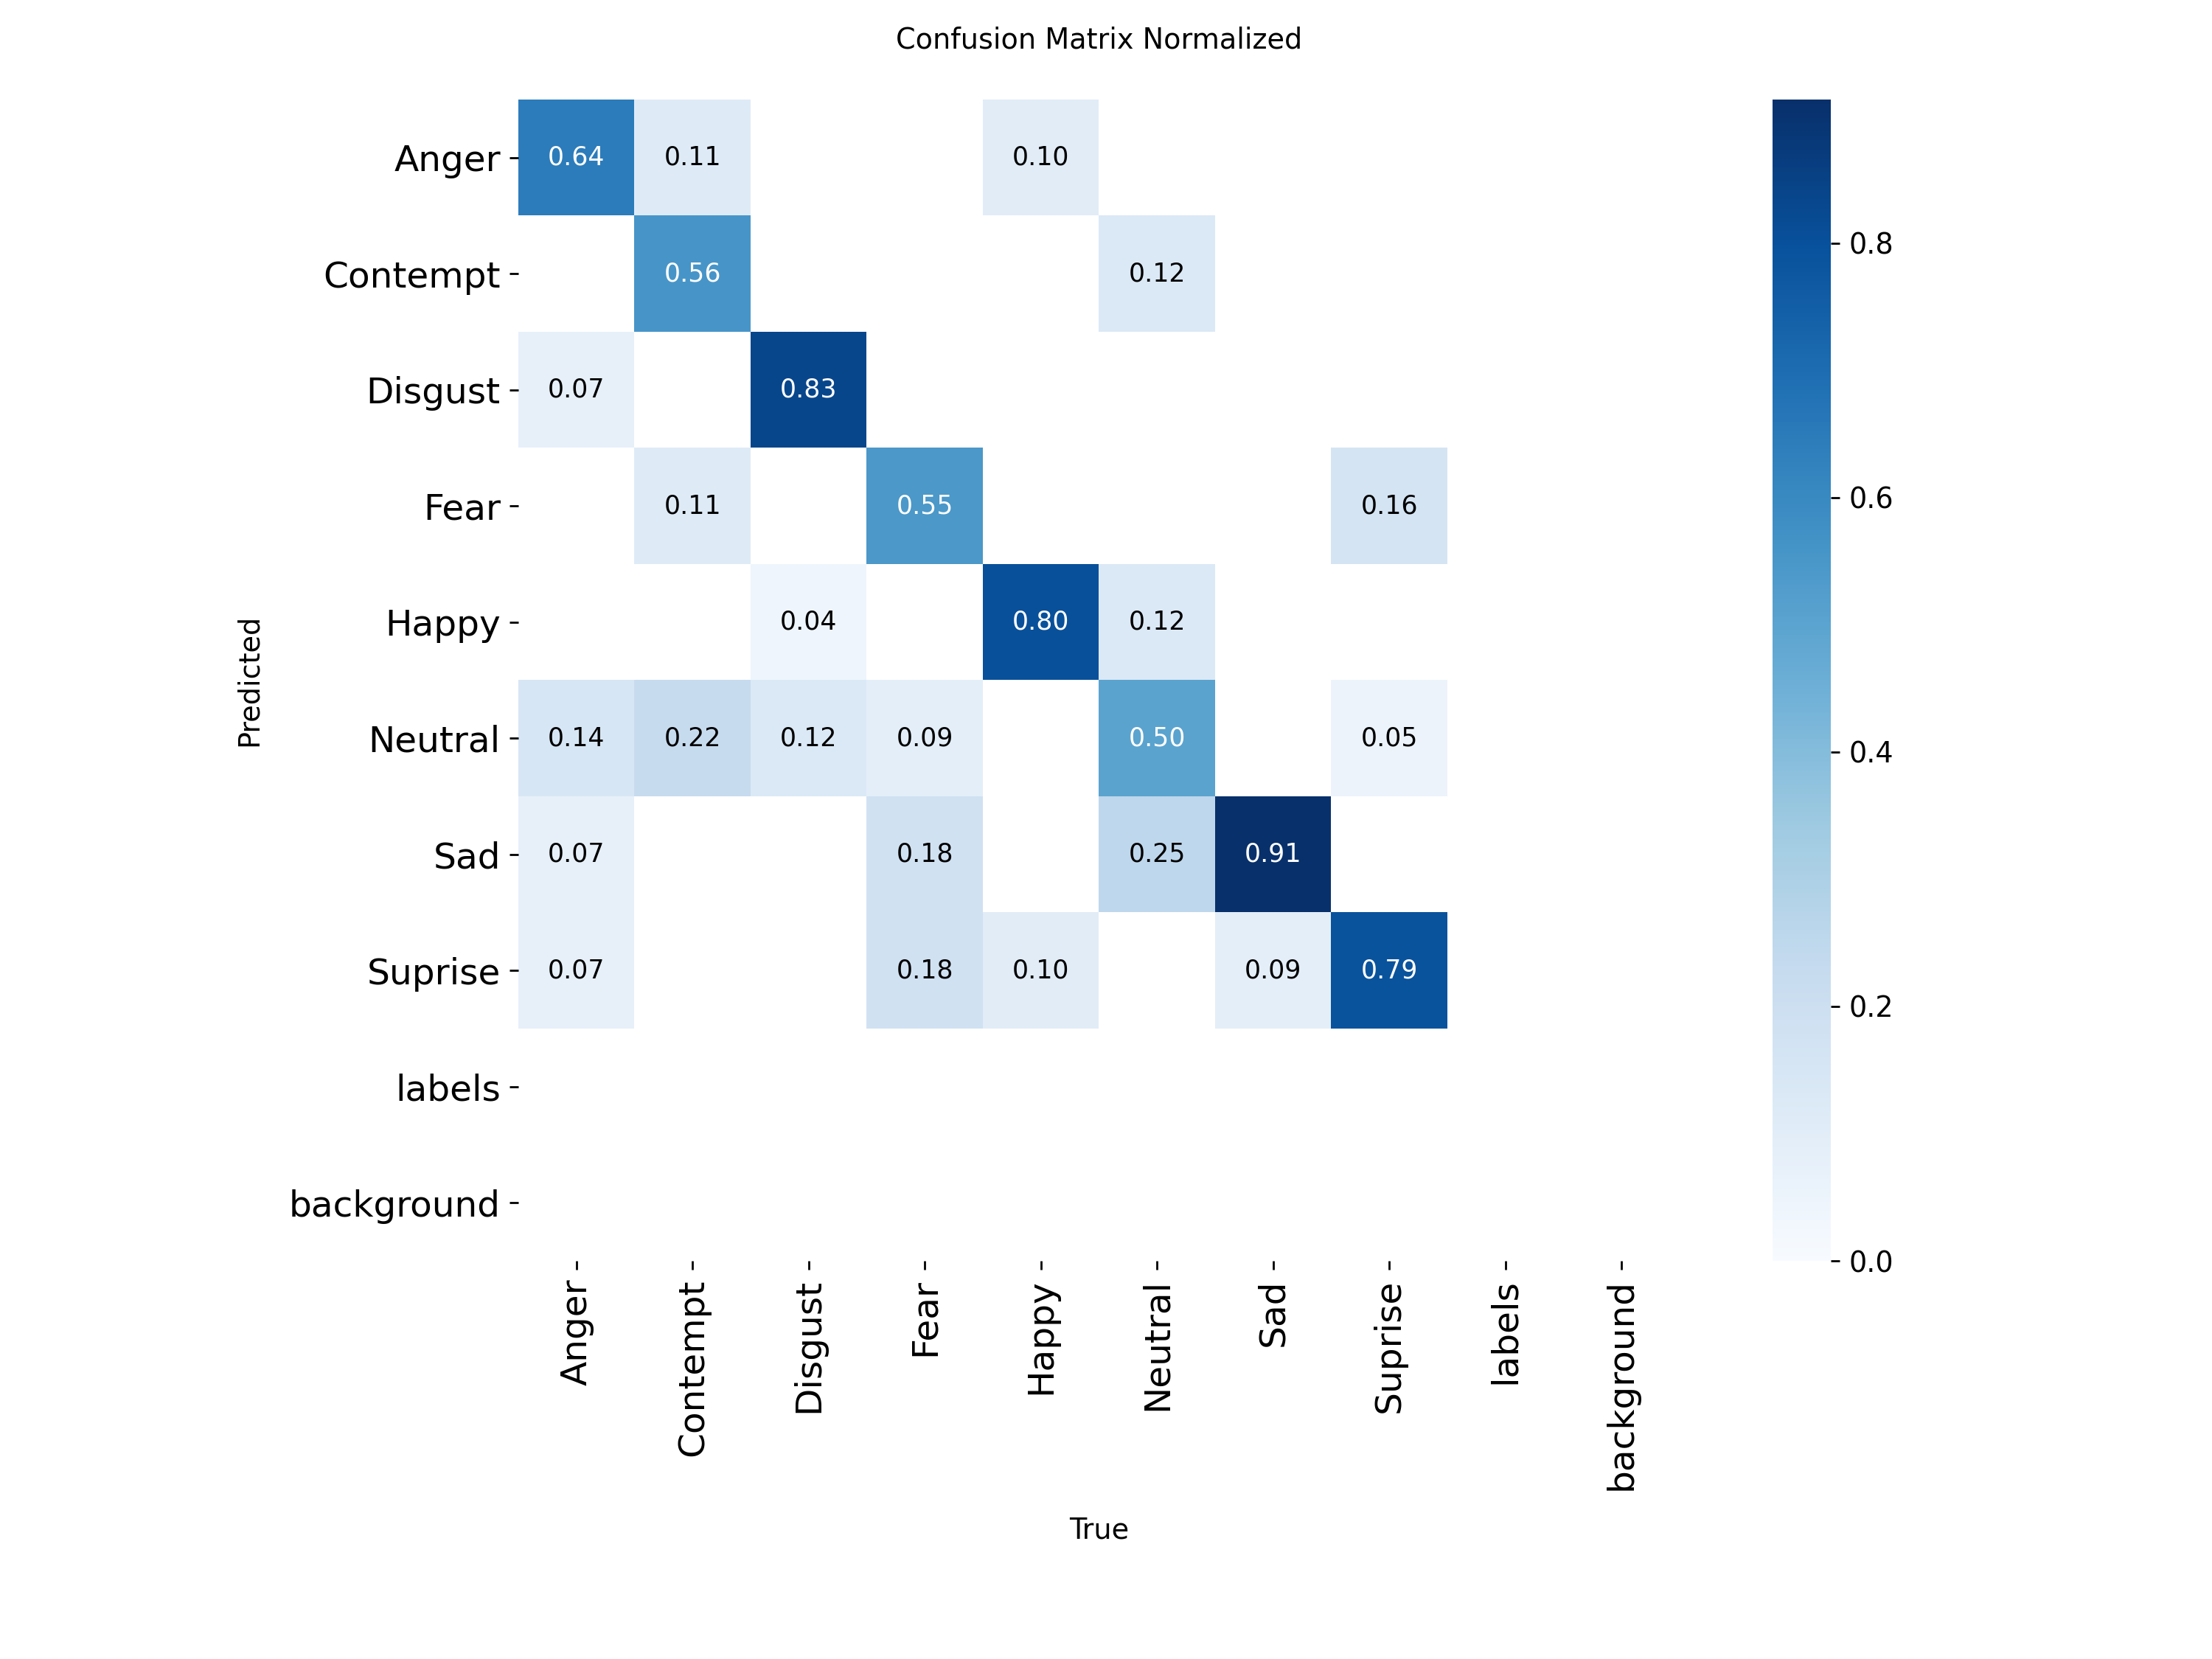 Confusion Matrix Normalized
Anger 0.64 0.11 0.10
Contempt 0.56 0.12
Disgust 0.07 0.83
Fear 0.11 0.55 0.16
Happy 0.04 0.80 0.12
Neutral 0.14 0.22 0.12 0.09 0.50 0.05
Sad 0.07 0.18 0.25 0.91
Suprise 0.07 0.18 0.10 0.09 0.79
labels
background
Predicted
Anger Contempt Disgust Fear Happy Neutral Sad Suprise labels background
True
0.8
0.6
0.4
0.2
0.0